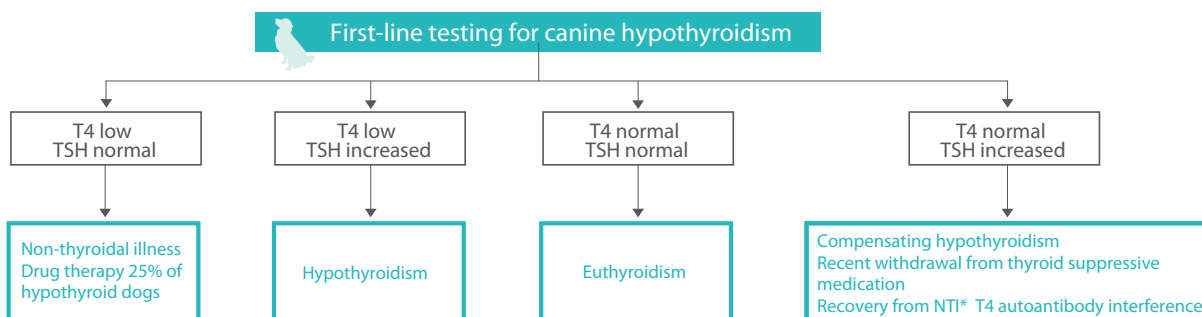 First-line testing for canine hypothyroidism
T4 low
TSH normal
T4 low
TSH increased
T4 normal
TSH normal
T4 normal
TSH increased
Non-thyroidal illness
Drug therapy 25% of
hypothyroid dogs
Hypothyroidism
Euthyroidism
Compensating hypothyroidism
Recent withdrawal from thyroid suppressive
medication
Recovery from NTI* T4 autoantibody interference